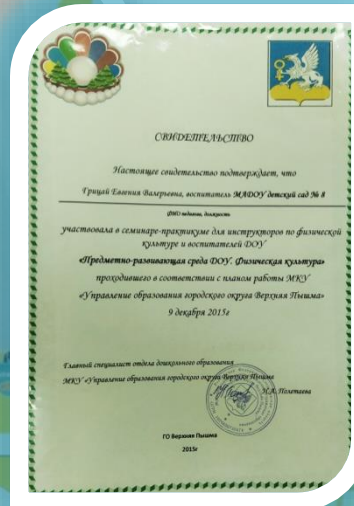 СВИДЕТЕЛЬСТВО
Настоящее свидетельство подтверждает, что
Грицай Евгения Валерьевна, воспитатель МАДОУ детский сад № 8
ФИО педагога, должность
участвовала в семинаре-практикуме для инструкторов по физической
культуре и воспитателей ДОУ
«Предметно-развивающая среда ДОУ. Физическая культура»
проходившего в соответствии с планом работы МКУ
«Управление образования городского округа Верхняя Пышма»
9 декабря 2015г
Главный специалист отдела дошкольного образования
МКУ «Управление образования городского округа Верхняя Пышма»
Н.А. Полетаева
ГО Верхняя Пышма
2015г